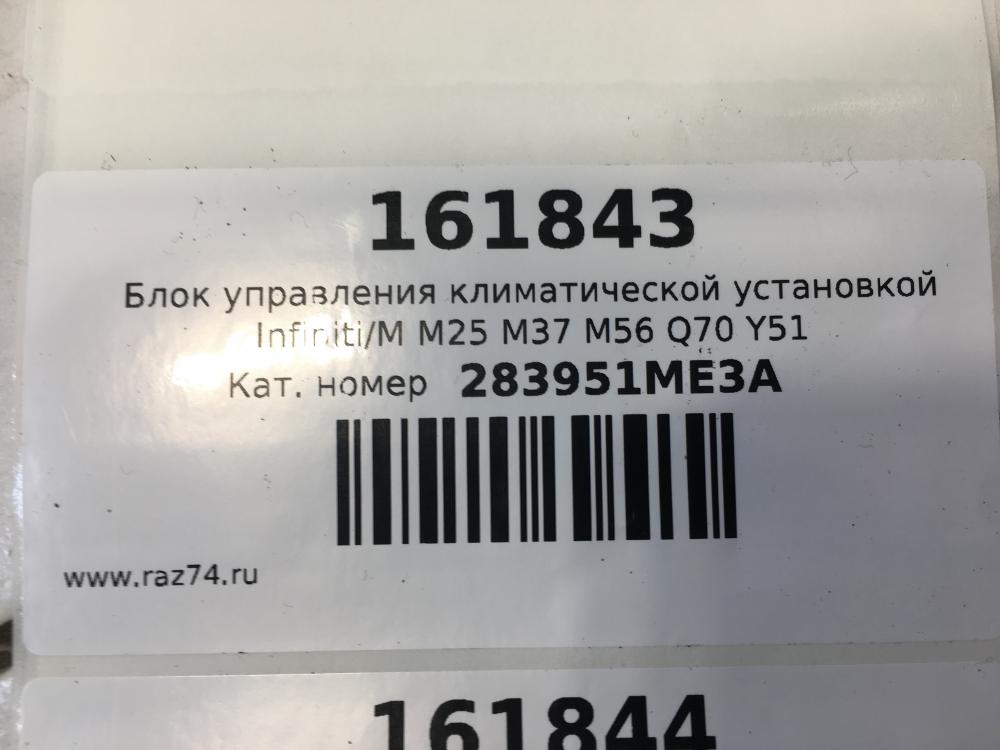 161843
Блок управления климатической установкой
Infiniti/M M25 M37 M56 Q70 Y51
Кат. номер 283951ME3A
www.raz74.ru
161844